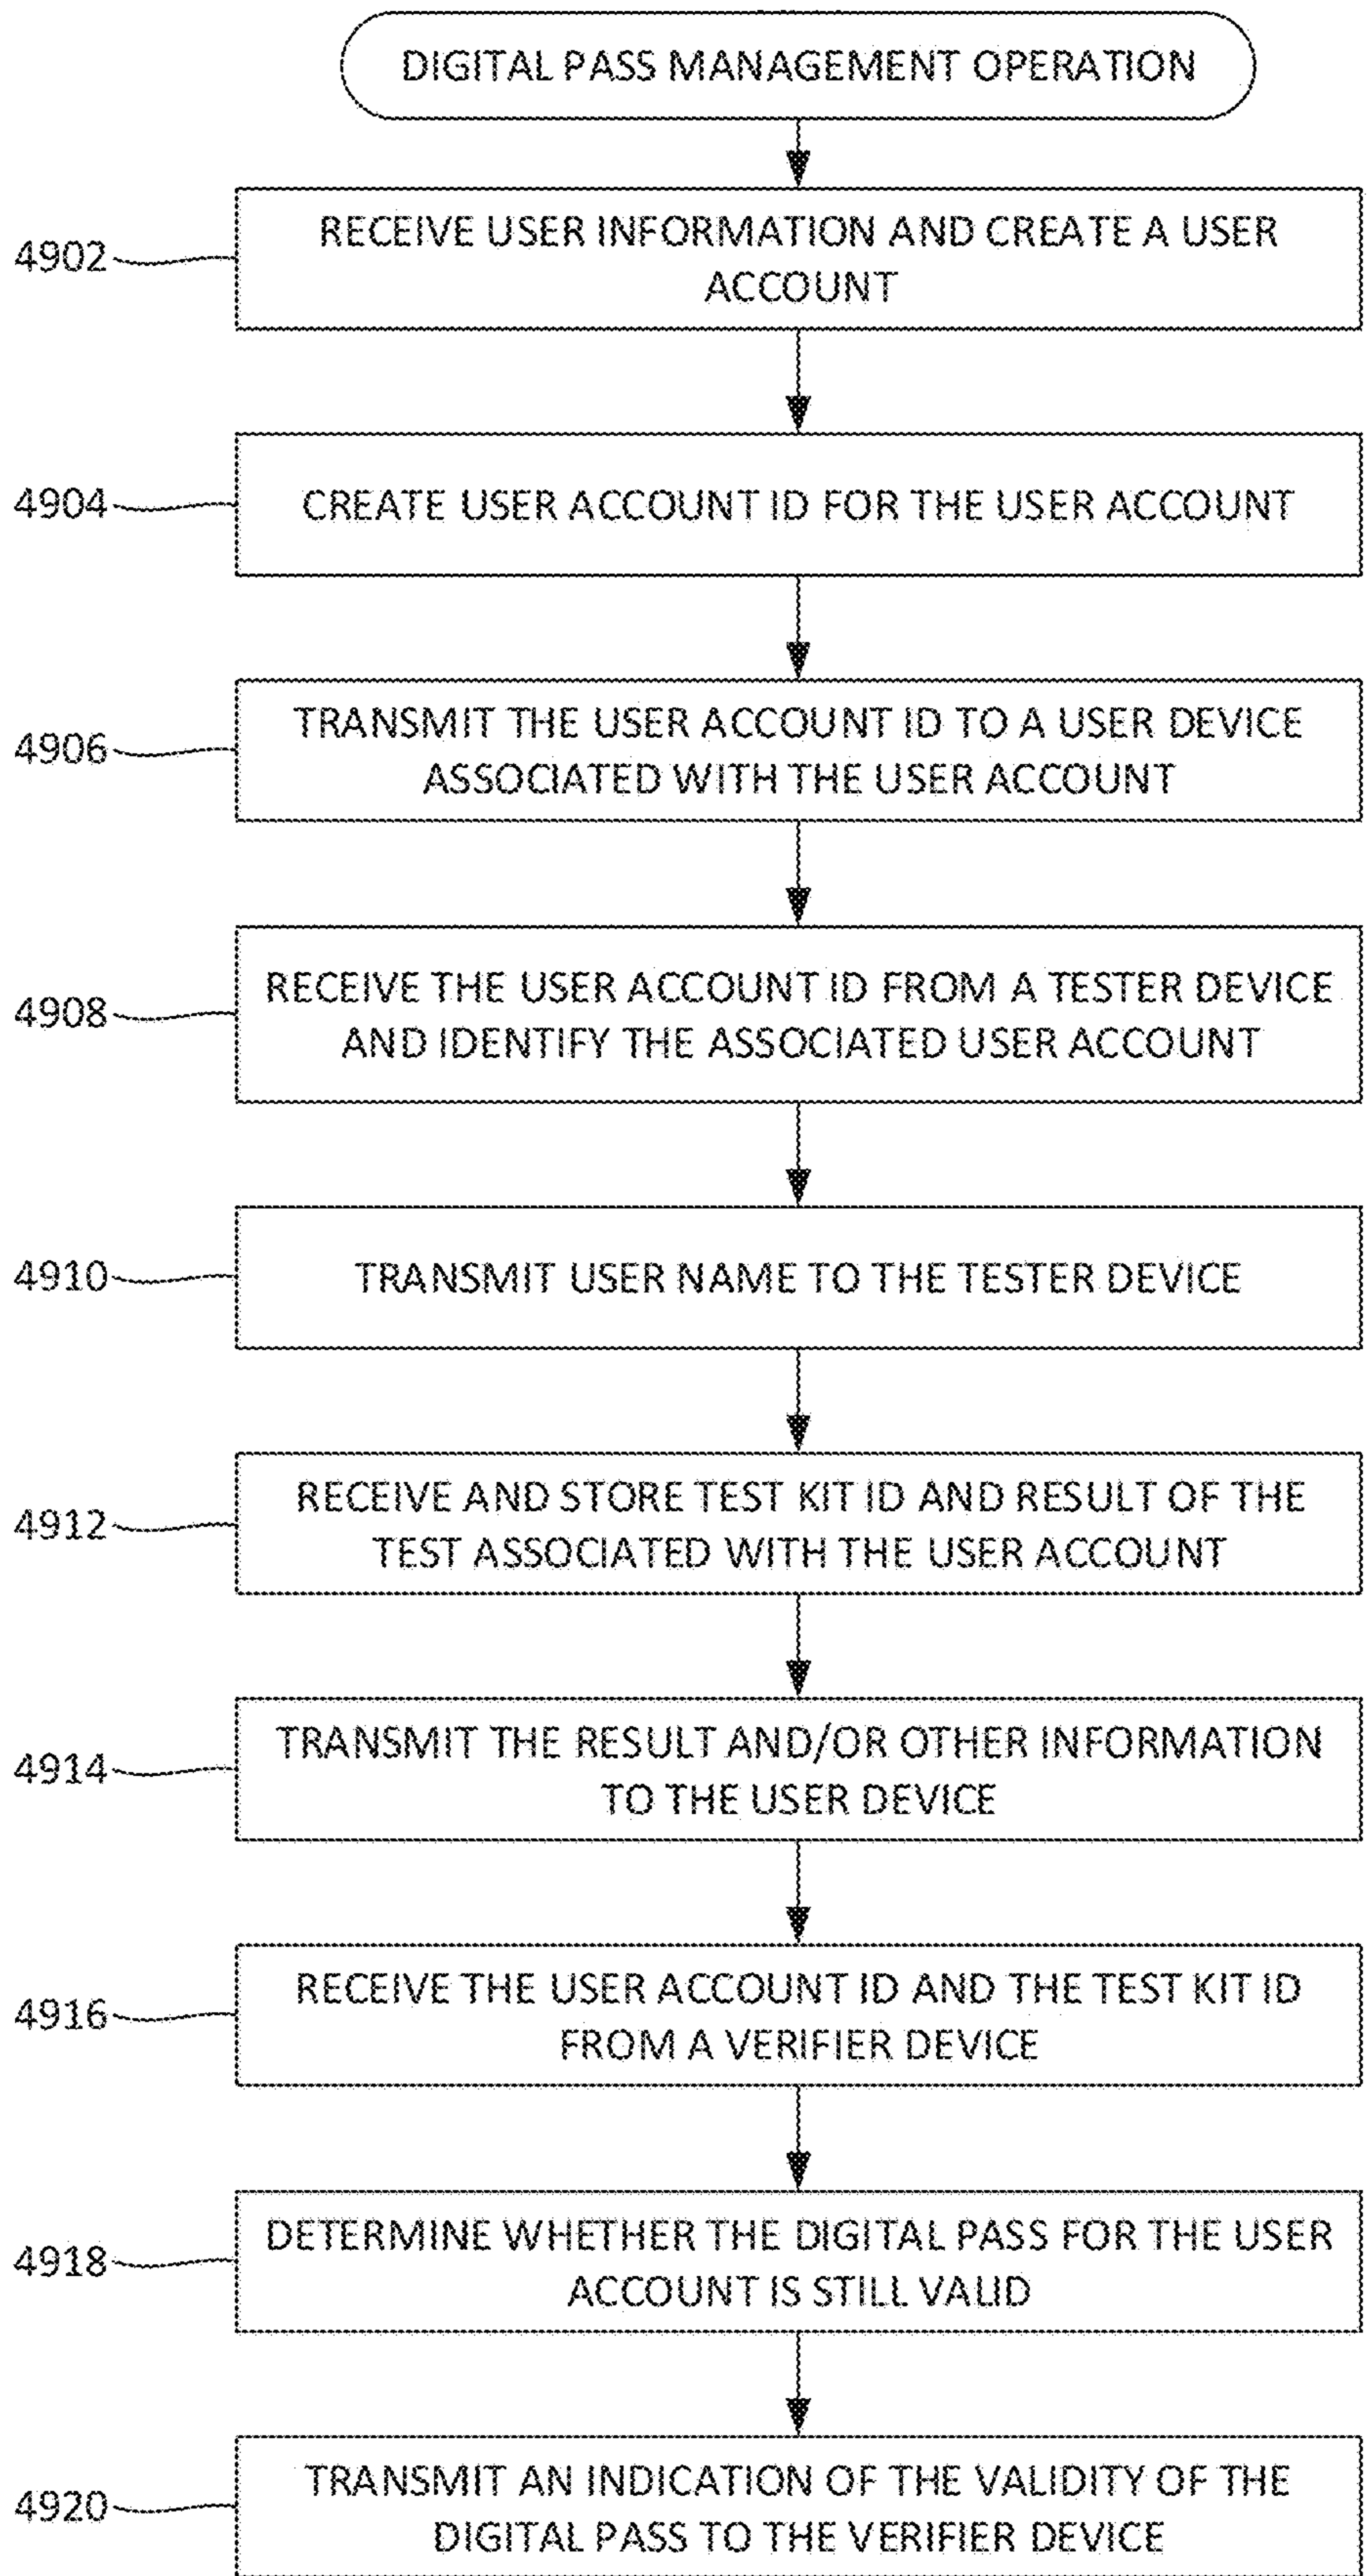 DIGITAL PASS MANAGEMENT OPERATION
4902
RECEIVE USER INFORMATION AND CREATE A USER
ACCOUNT
4904
CREATE USER ACCOUNT ID FOR THE USER ACCOUNT
4906
TRANSMIT THE USER ACCOUNT ID TO A USER DEVICE
ASSOCIATED WITH THE USER ACCOUNT
4908
RECEIVE THE USER ACCOUNT ID FROM A TESTER DEVICE
AND IDENTIFY THE ASSOCIATED USER ACCOUNT
4910
TRANSMIT USER NAME TO THE TESTER DEVICE
4912
RECEIVE AND STORE TEST KIT ID AND RESULT OF THE
TEST ASSOCIATED WITH THE USER ACCOUNT
4914
TRANSMIT THE RESULT AND/OR OTHER INFORMATION
TO THE USER DEVICE
4916
RECEIVE THE USER ACCOUNT ID AND THE TEST KIT ID
FROM A VERIFIER DEVICE
4918
DETERMINE WHETHER THE DIGITAL PASS FOR THE USER
ACCOUNT IS STILL VALID
4920
TRANSMIT AN INDICATION OF THE VALIDITY OF THE
DIGITAL PASS TO THE VERIFIER DEVICE